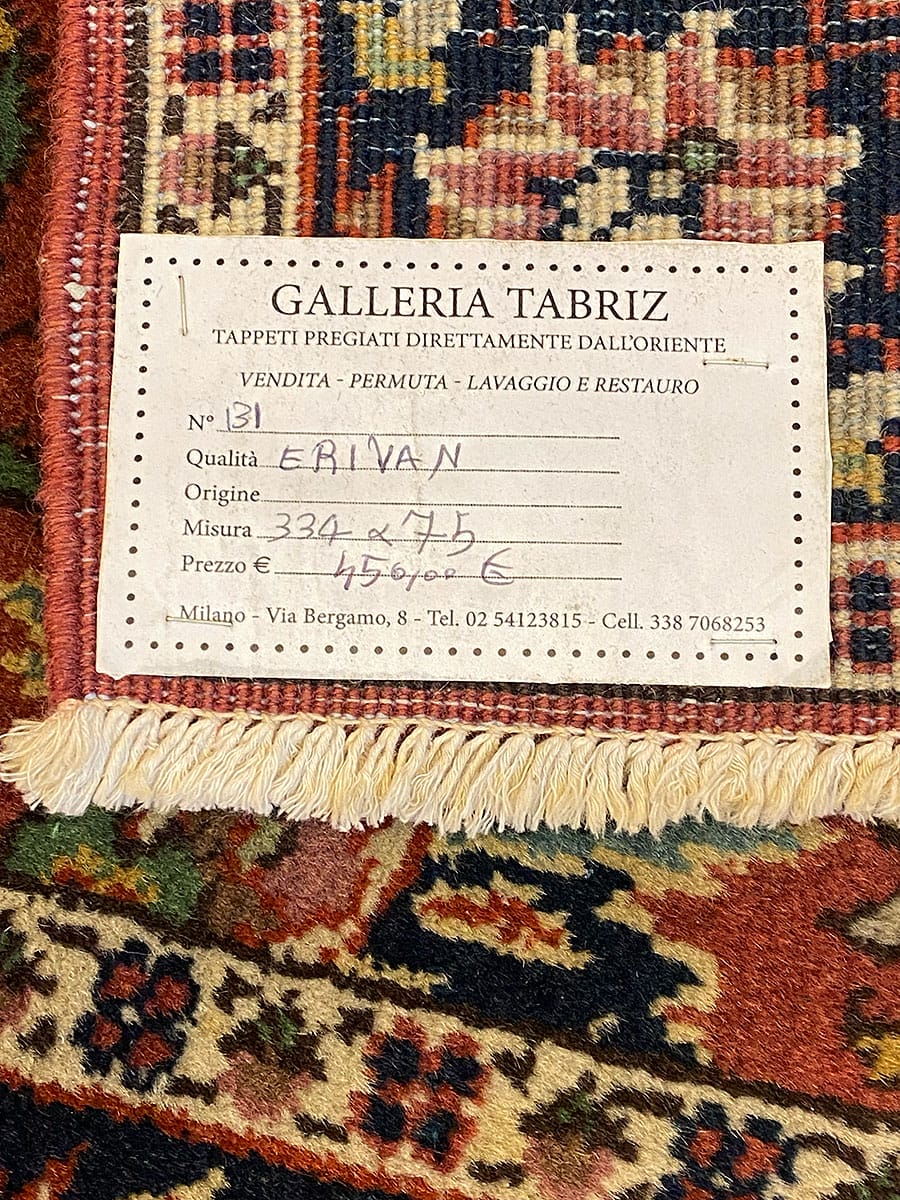 GALLERIA TABRIZ
TAPPETI PREGIATI DIRETTAMENTE DALL'ORIENTE
VENDITA - PERMUTA - LAVAGGIO E RESTAURO
N° 131
Qualità ERIVAN
Origine
Misura 334 x 75
Prezzo € 450,00 €
Milano - Via Bergamo, 8 - Tel. 02 54123815 - Cell. 338 7068253